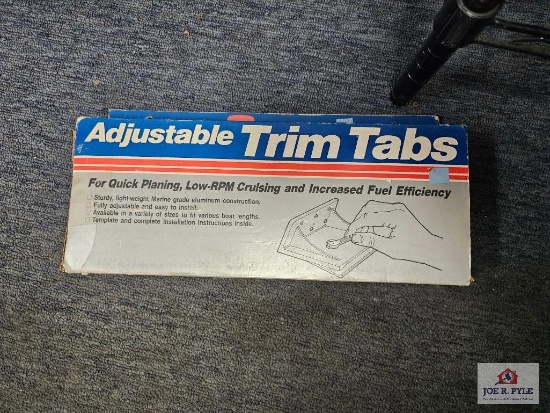 Adjustable Trim Tabs
For Quick Planing, Low-RPM Cruising and Increased Fuel Efficiency
Sturdy, light-weight Marine grade aluminum construction.
Fully adjustable and easy to install.
Available in a variety of sizes to fit various boat lengths.
Template and complete installation instructions inside.
JOE R. PYLE